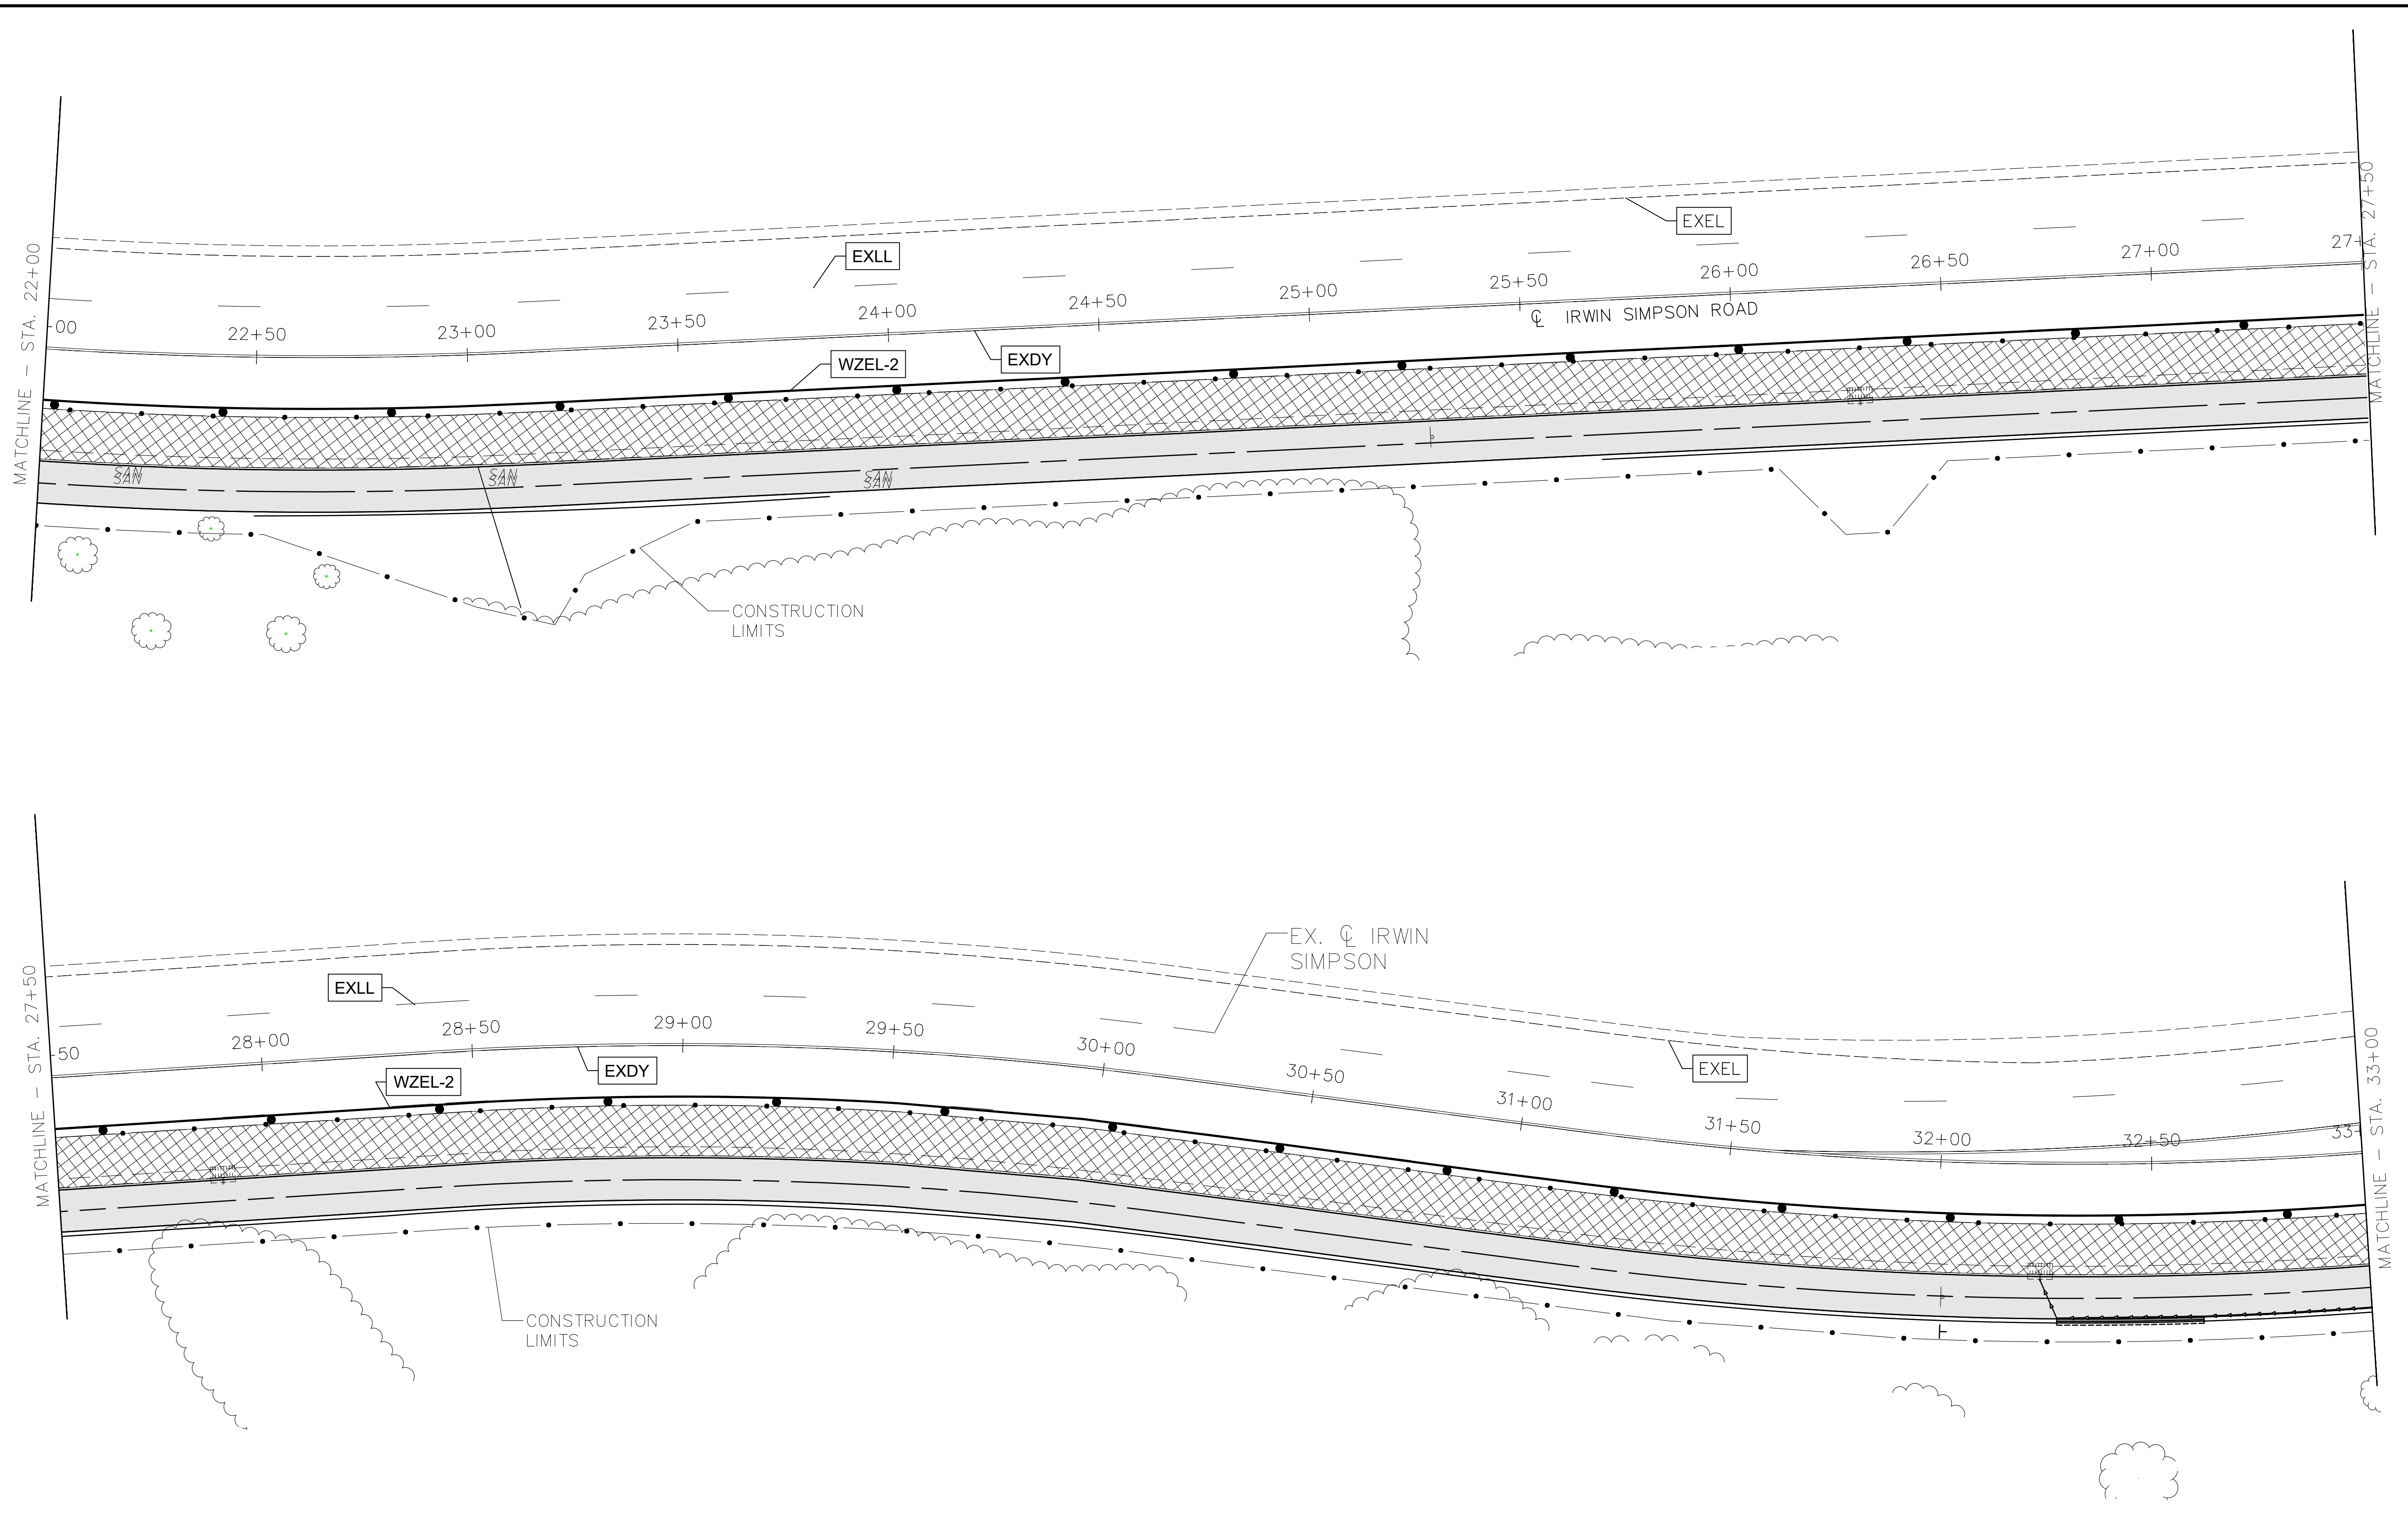 MATCHLINE - STA. 22+00
-00
22+50
23+00
23+50
24+00
24+50
25+00
25+50
26+00
26+50
27+00
27+
MATCHLINE - STA. 27+50
EXLL
EXEL
WZEL-2
EXDY
℄ IRWIN SIMPSON ROAD
SAN
SAN
SAN
SAN
SAN
SAN
CONSTRUCTION
LIMITS
MATCHLINE - STA. 27+50
-50
28+00
28+50
29+00
29+50
30+00
30+50
31+00
31+50
32+00
32+50
33-
MATCHLINE - STA. 33+00
EX. ℄ IRWIN
SIMPSON
EXLL
EXDY
WZEL-2
EXEL
CONSTRUCTION
LIMITS